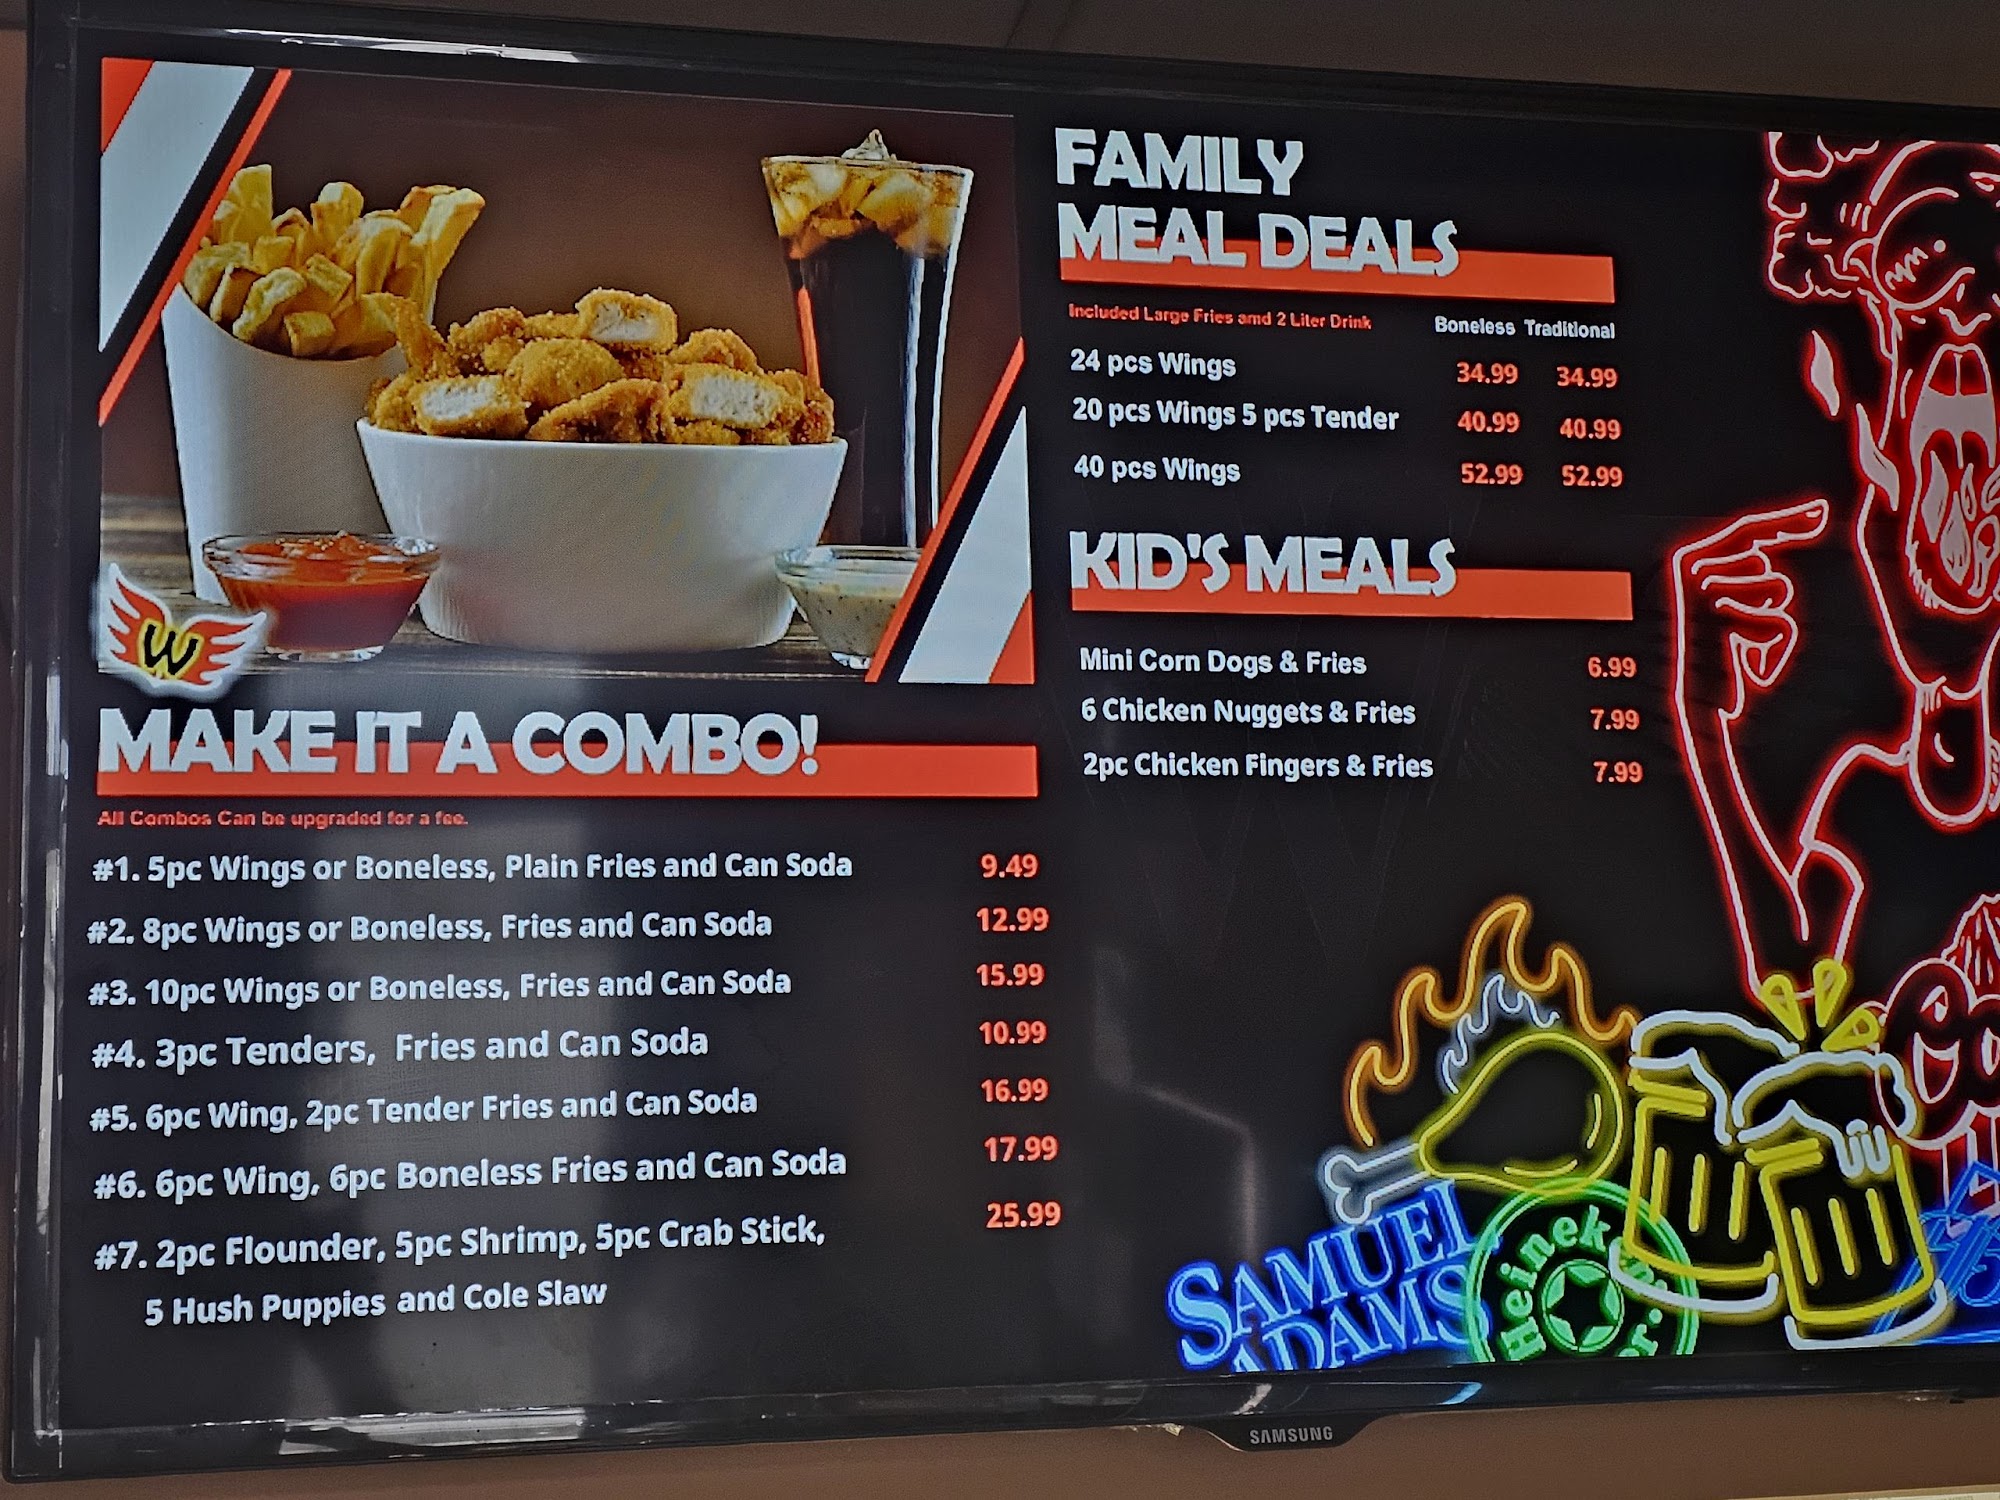 W
MAKE IT A COMBO!
All Combos Can be upgraded for a fee.
#1. 5pc Wings or Boneless, Plain Fries and Can Soda 9.49
#2. 8pc Wings or Boneless, Fries and Can Soda 12.99
#3. 10pc Wings or Boneless, Fries and Can Soda 15.99
#4. 3pc Tenders, Fries and Can Soda 10.99
#5. 6pc Wing, 2pc Tender Fries and Can Soda 16.99
#6. 6pc Wing, 6pc Boneless Fries and Can Soda 17.99
#7. 2pc Flounder, 5pc Shrimp, 5pc Crab Stick, 25.99
5 Hush Puppies and Cole Slaw
FAMILY
MEAL DEALS
Included Large Fries amd 2 Liter Drink Boneless Traditional
24 pcs Wings 34.99 34.99
20 pcs Wings 5 pcs Tender 40.99 40.99
40 pcs Wings 52.99 52.99
KID'S MEALS
Mini Corn Dogs & Fries 6.99
6 Chicken Nuggets & Fries 7.99
2pc Chicken Fingers & Fries 7.99
SAMUEL
ADAMS
SAMSUNG